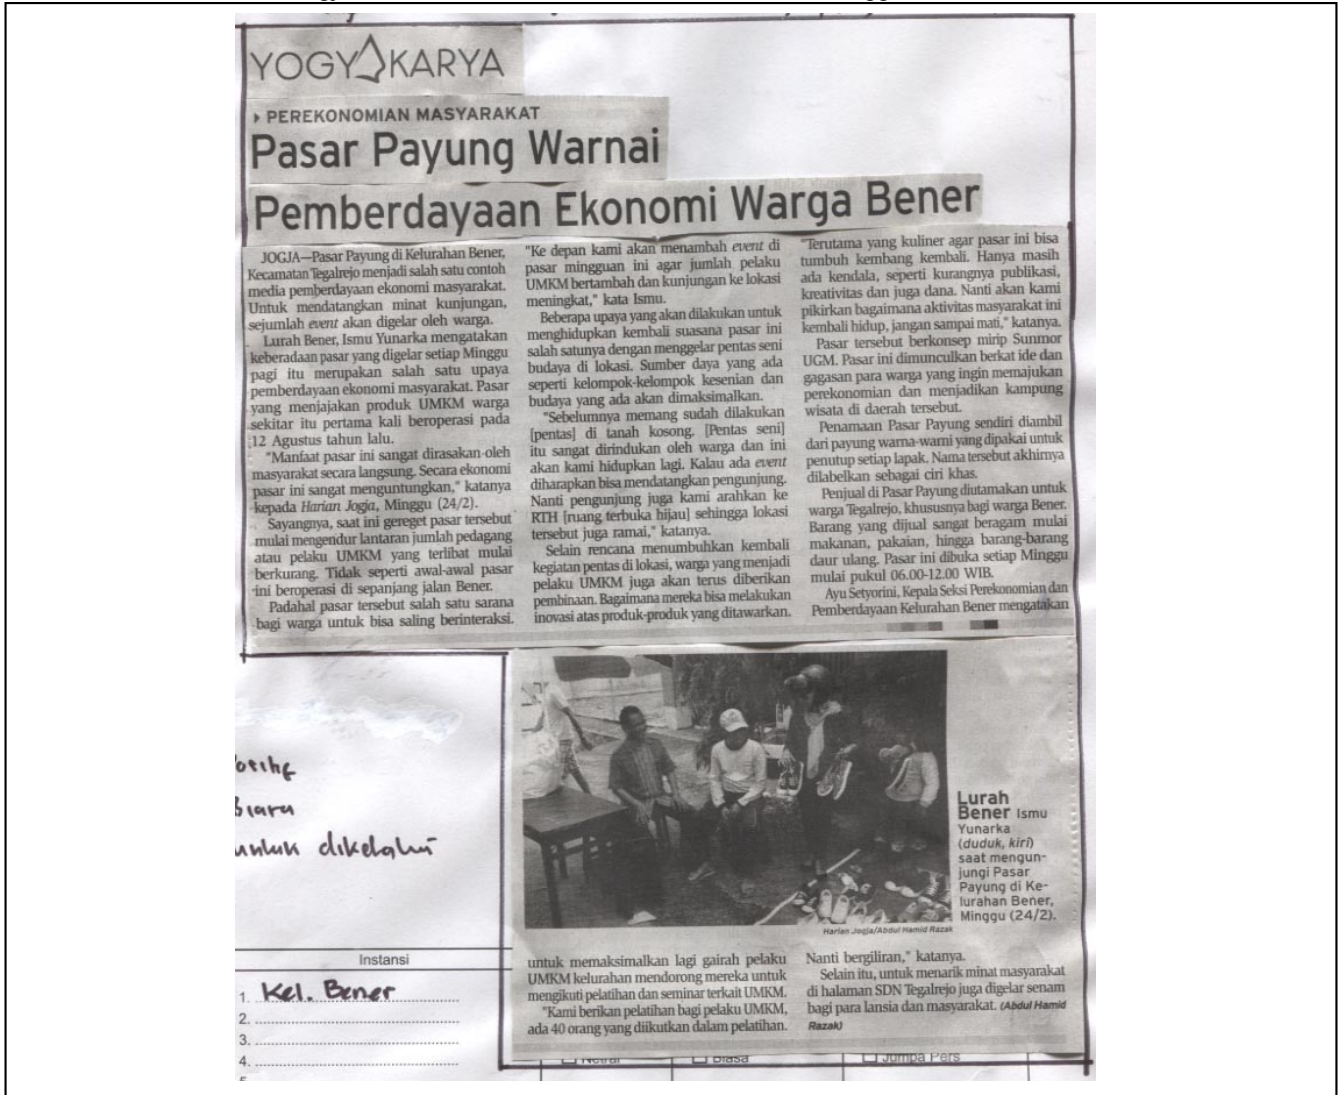 YOGYAKARYA
PEREKONOMIAN MASYARAKAT
Pasar Payung Warnai
Pemberdayaan Ekonomi Warga Bener
JOGJA—Pasar Payung di Kelurahan Bener,
Kecamatan Tegalrejo menjadi salah satu contoh
media pemberdayaan ekonomi masyarakat.
Untuk mendatangkan minat kunjungan,
sejumlah event akan digelar oleh warga.
Lurah Bener, Ismu Yunarka mengatakan
keberadaan pasar yang digelar setiap Minggu
pagi itu merupakan salah satu upaya
pemberdayaan ekonomi masyarakat. Pasar
yang menjajakan produk UMKM warga
sekitar itu pertama kali beroperasi pada
12 Agustus tahun lalu.
"Manfaat pasar ini sangat dirasakan oleh
masyarakat secara langsung. Secara ekonomi
pasar ini sangat menguntungkan," katanya
kepada Harian Jogja, Minggu (24/2).
Sayangnya, saat ini gereget pasar tersebut
mulai mengendur lantaran jumlah pedagang
atau pelaku UMKM yang terlibat mulai
berkurang. Tidak seperti awal-awal pasar
ini beroperasi di sepanjang jalan Bener.
Padahal pasar tersebut salah satu sarana
bagi warga untuk bisa saling berinteraksi.
"Ke depan kami akan menambah event di
pasar mingguan ini agar jumlah pelaku
UMKM bertambah dan kunjungan ke lokasi
meningkat," kata Ismu.
Beberapa upaya yang akan dilakukan untuk
menghidupkan kembali suasana pasar ini
salah satunya dengan menggelar pentas seni
budaya di lokasi. Sumber daya yang ada
seperti kelompok-kelompok kesenian dan
budaya yang ada akan dimaksimalkan.
"Sebelumnya memang sudah dilakukan
[pentas] di tanah kosong. [Pentas seni]
itu sangat dirindukan oleh warga dan ini
akan kami hidupkan lagi. Kalau ada event
diharapkan bisa mendatangkan pengunjung.
Nanti pengunjung juga kami arahkan ke
RTH [ruang terbuka hijau] sehingga lokasi
tersebut juga ramai," katanya.
Selain rencana menumbuhkan kembali
kegiatan pentas di lokasi, warga yang menjadi
pelaku UMKM juga akan terus diberikan
pembinaan. Bagaimana mereka bisa melakukan
inovasi atas produk-produk yang ditawarkan.
"Terutama yang kuliner agar pasar ini bisa
tumbuh kembang kembali. Hanya masih
ada kendala, seperti kurangnya publikasi,
kreativitas dan juga dana. Nanti akan kami
pikirkan bagaimana aktivitas masyarakat ini
kembali hidup, jangan sampai mati," katanya.
Pasar tersebut berkonsep mirip Sunmor
UGM. Pasar ini dimunculkan berkat ide dan
gagasan para warga yang ingin memajukan
perekonomian dan menjadikan kampung
wisata di daerah tersebut.
Penamaan Pasar Payung sendiri diambil
dari payung warna-warni yang dipakai untuk
penutup setiap lapak. Nama tersebut akhirnya
dilabelkan sebagai ciri khas.
Penjual di Pasar Payung diutamakan untuk
warga Tegalrejo, khususnya bagi warga Bener.
Barang yang dijual sangat beragam mulai
makanan, pakaian, hingga barang-barang
daur ulang. Pasar ini dibuka setiap Minggu
mulai pukul 06.00-12.00 WIB.
Ayu Setyorini, Kepala Seksi Perekonomian dan
Pemberdayaan Kelurahan Bener mengatakan
Lurah
Bener Ismu
Yunarka
(duduk, kiri)
saat mengun-
jungi Pasar
Payung di Ke-
lurahan Bener,
Minggu (24/2).
Harian Jogja/Abdul Hamid Razak
untuk memaksimalkan lagi gairah pelaku
UMKM kelurahan mendorong mereka untuk
mengikuti pelatihan dan seminar terkait UMKM.
"Kami berikan pelatihan bagi pelaku UMKM,
ada 40 orang yang diikutkan dalam pelatihan.
Nanti bergiliran," katanya.
Selain itu, untuk menarik minat masyarakat
di halaman SDN Tegalrejo juga digelar senam
bagi para lansia dan masyarakat. (Abdul Hamid
Razak)
untuk diketahui
Instansi
1. Kel. Bener
2.
3.
4.
Netral
Biasa
Jumpa Pers